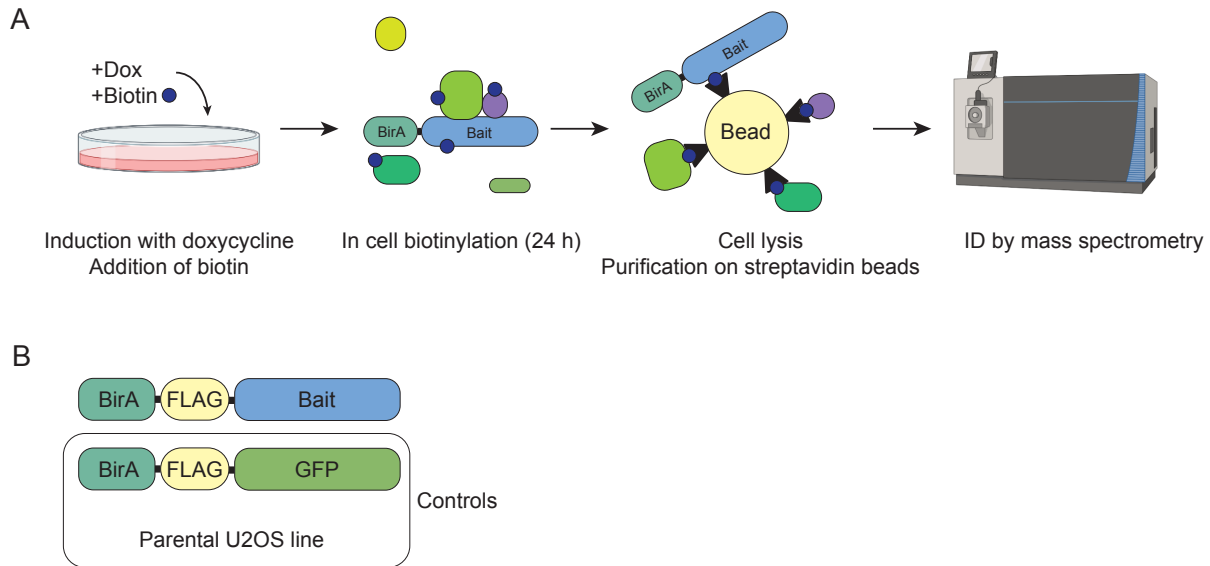 A
+Dox
+Biotin
BirA
Bait
BirA
Bait
Bead
Induction with doxycycline
Addition of biotin
In cell biotinylation (24 h)
Cell lysis
Purification on streptavidin beads
ID by mass spectrometry
B
BirA
FLAG
Bait
BirA
FLAG
GFP
Controls
Parental U2OS line